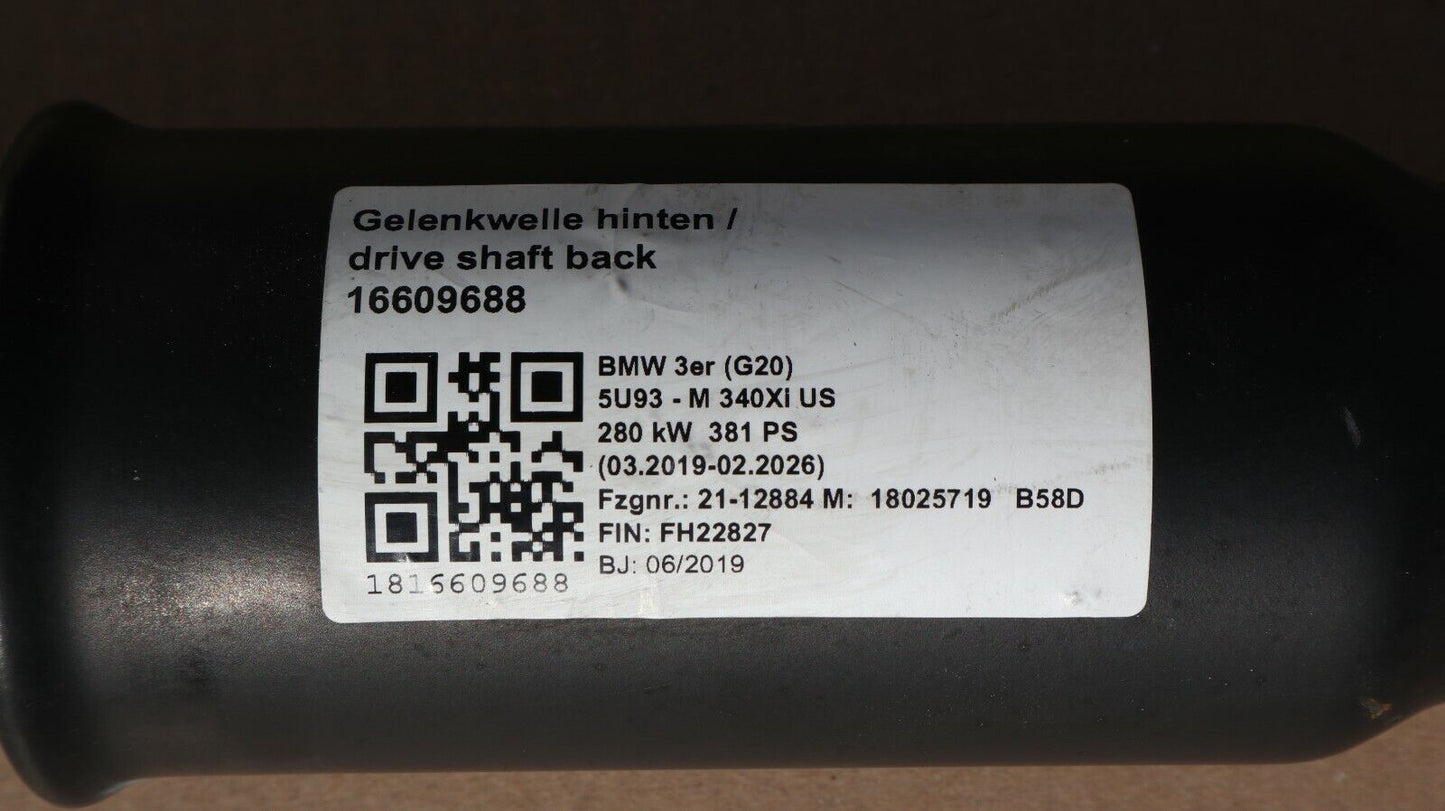 Gelenkwelle hinten /
drive shaft back
16609688
BMW 3er (G20)
5U93 - M 340Xi US
280 kW 381 PS
(03.2019-02.2026)
Fzgnr.: 21-12884 M: 18025719 B58D
FIN: FH22827
BJ: 06/2019
1816609688